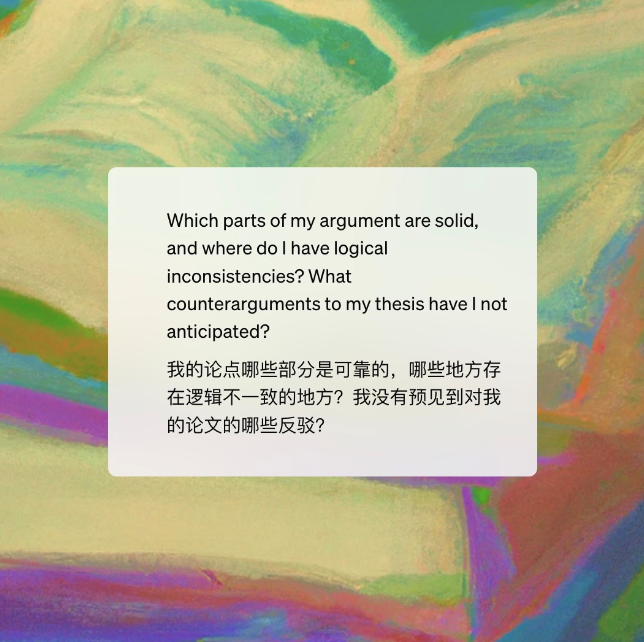 Which parts of my argument are solid,
and where do I have logical
inconsistencies? What
counterarguments to my thesis have I not
anticipated?
我的论点哪些部分是可靠的，哪些地方存
在逻辑不一致的地方？我没有预见到对我
的论文的哪些反驳？